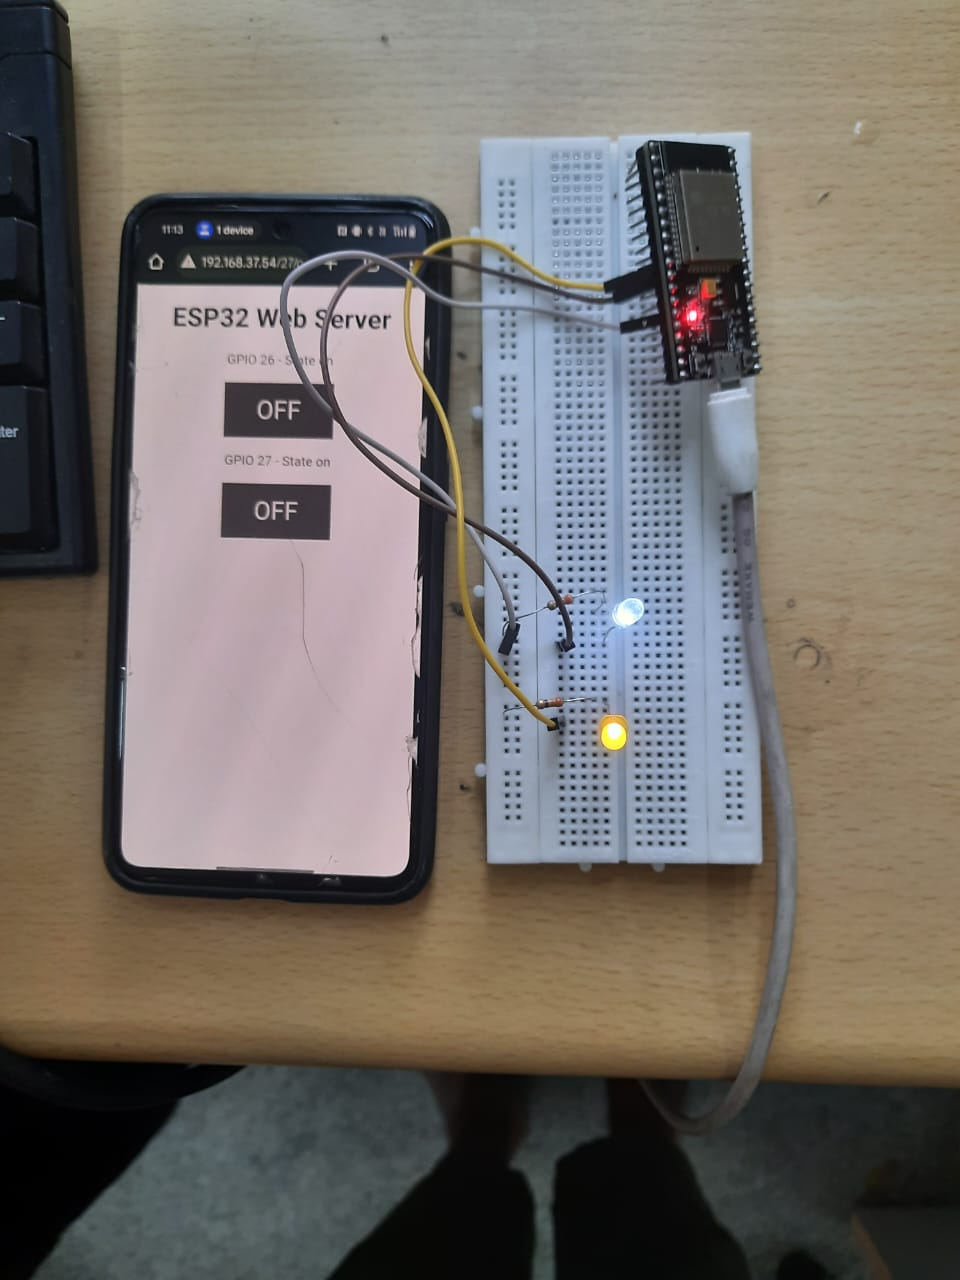 11:13 1 device
192.168.37.54/27/
ESP32 Web Server
GPIO 26 - State on
OFF
GPIO 27 - State on
OFF
ter